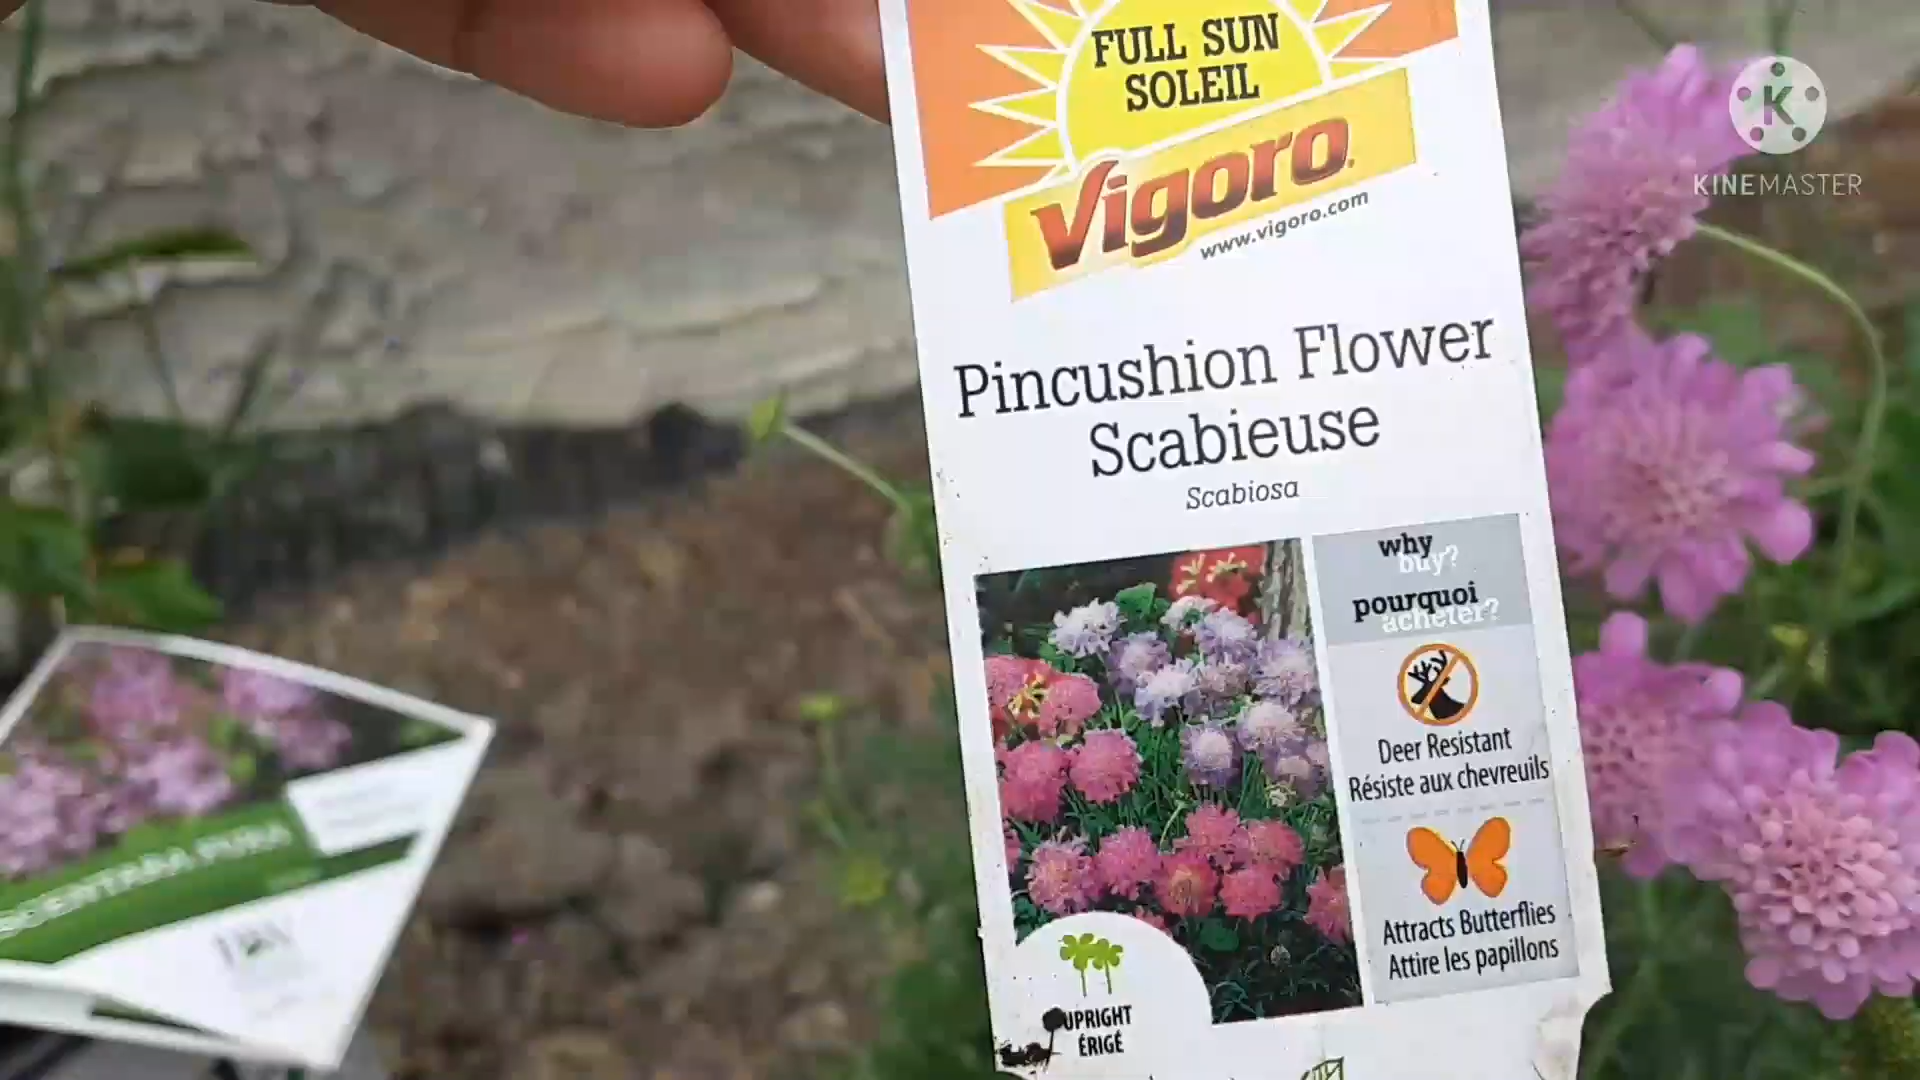 FULL SUN
SOLEIL
Vigoro
www.vigoro.com
KINEMASTER
Pincushion Flower
Scabieuse
Scabiosa
why
buy?
pourquoi
acheter?
Deer Resistant
Résiste aux chevreuils
Attracts Butterflies
Attire les papillons
UPRIGHT
ÉRIGÉ